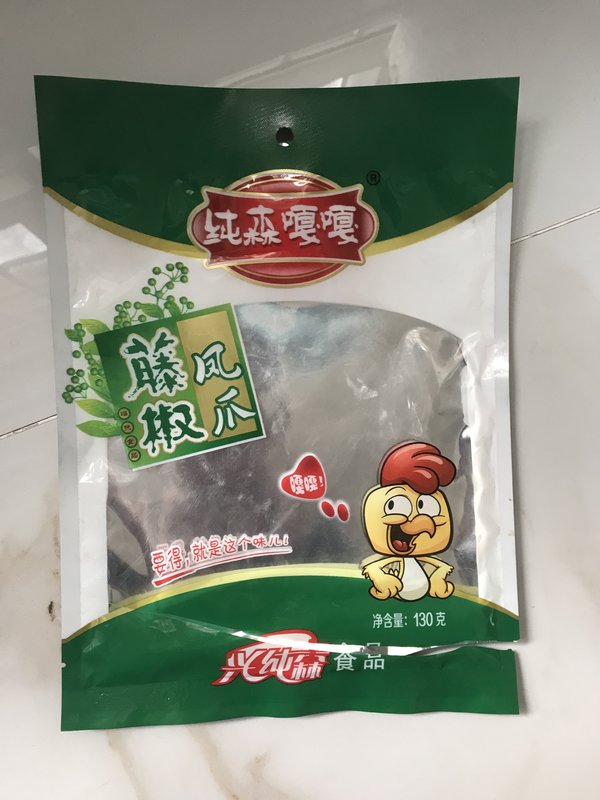 ®
纯森嘎嘎
藤椒
凤爪
嘎嘎!
要得,就是这个味儿!
净含量: 130克
兴纯森食品